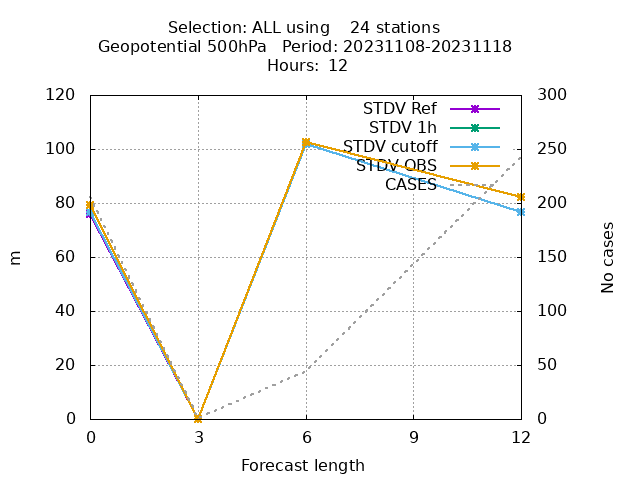 Selection: ALL using    24 stations
Geopotential 500hPa   Period: 20231108-20231118
Hours:  12
120
100
80
60
40
20
0
m
300
250
200
150
100
50
0
No cases
STDV Ref
STDV 1h
STDV cutoff
STDV OBS
CASES
0
3
6
9
12
Forecast length